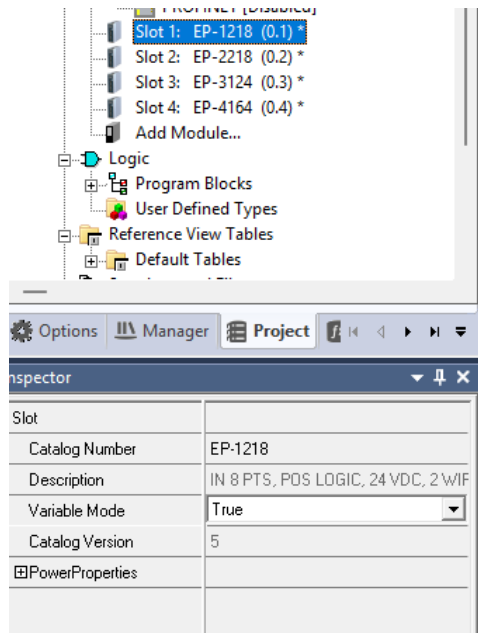 PROFINET [Disabled]
Slot 1: EP-1218 (0.1) *
Slot 2: EP-2218 (0.2) *
Slot 3: EP-3124 (0.3) *
Slot 4: EP-4164 (0.4) *
Add Module...
Logic
Program Blocks
User Defined Types
Reference View Tables
Default Tables
Options Manager Project
nspector
Slot
Catalog Number EP-1218
Description IN 8 PTS, POS LOGIC, 24 VDC, 2 WIF
Variable Mode True
Catalog Version 5
PowerProperties